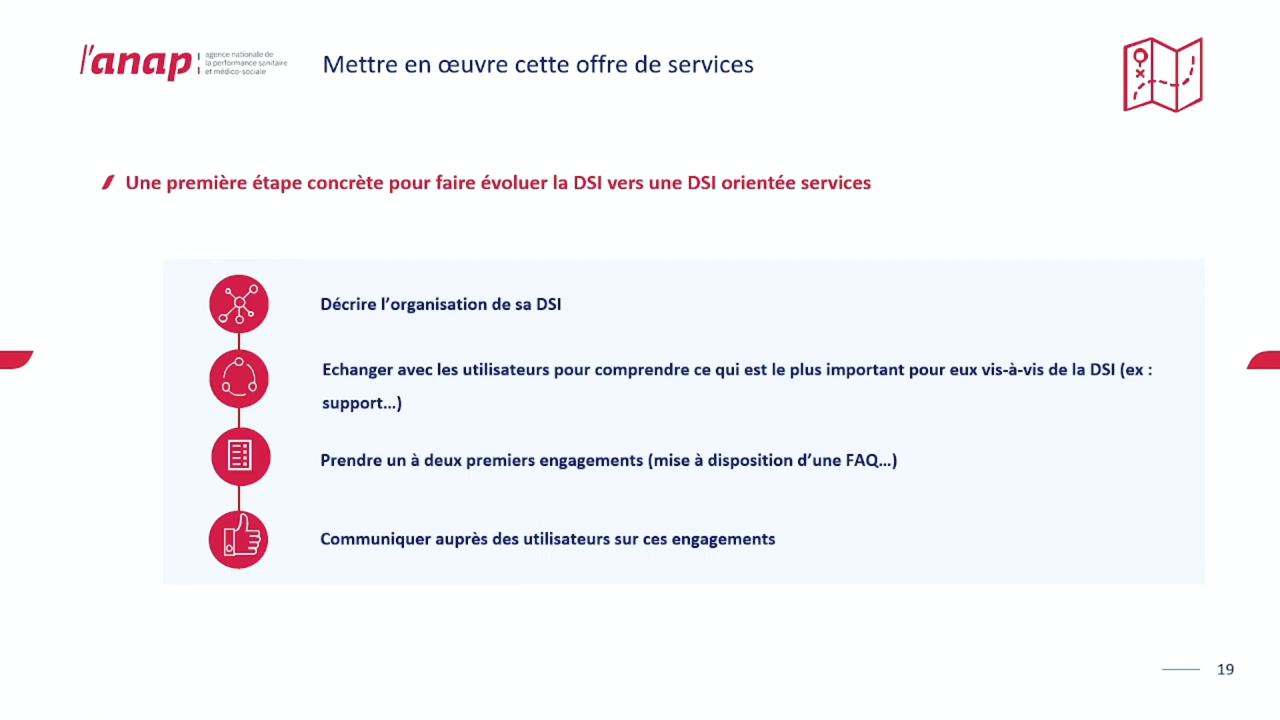 l'anap
agence nationale de
la performance sanitaire
et médico-sociale
Mettre en œuvre cette offre de services
Une première étape concrète pour faire évoluer la DSI vers une DSI orientée services
Décrire l'organisation de sa DSI
Echanger avec les utilisateurs pour comprendre ce qui est le plus important pour eux vis-à-vis de la DSI (ex :
support…)
Prendre un à deux premiers engagements (mise à disposition d'une FAQ…)
Communiquer auprès des utilisateurs sur ces engagements
19